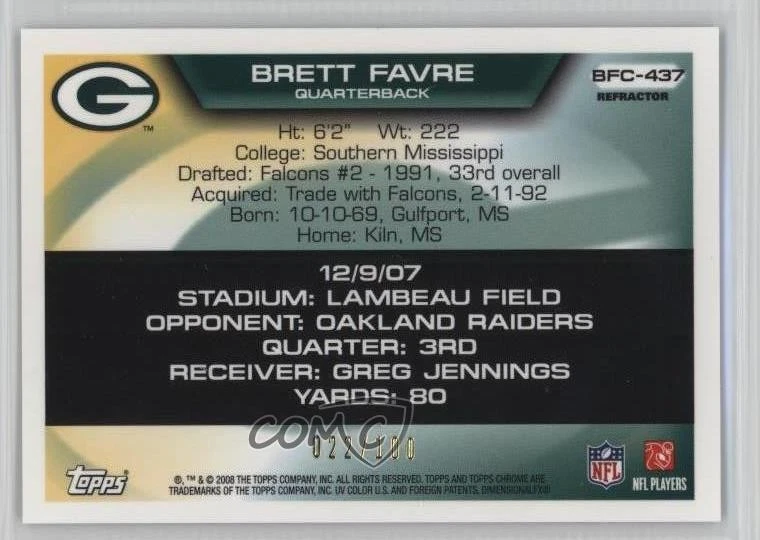 G
™
BRETT FAVRE
QUARTERBACK
BFC-437
REFRACTOR
Ht: 6'2" Wt: 222
College: Southern Mississippi
Drafted: Falcons #2 - 1991, 33rd overall
Acquired: Trade with Falcons, 2-11-92
Born: 10-10-69, Gulfport, MS
Home: Kiln, MS
12/9/07
STADIUM: LAMBEAU FIELD
OPPONENT: OAKLAND RAIDERS
QUARTER: 3RD
RECEIVER: GREG JENNINGS
YARDS: 80
COMC
022/100
Topps
®, ™ & © 2008 THE TOPPS COMPANY, INC. ALL RIGHTS RESERVED. TOPPS AND TOPPS CHROME ARE
TRADEMARKS OF THE TOPPS COMPANY, INC. UV COLOR U.S. AND FOREIGN PATENTS. DIMENSIONALFX®
NFL
NFL PLAYERS